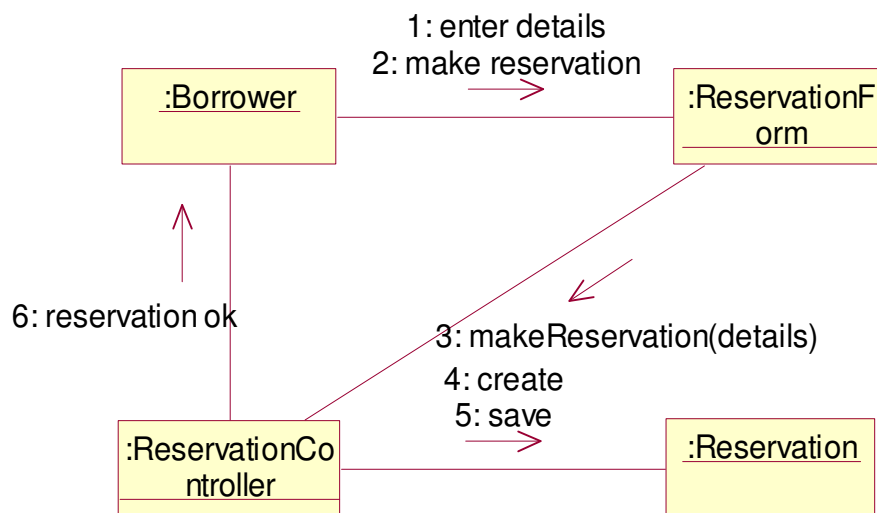 1: enter details
2: make reservation
:Borrower
:ReservationF
orm
6: reservation ok
3: makeReservation(details)
4: create
5: save
:ReservationCo
ntroller
:Reservation